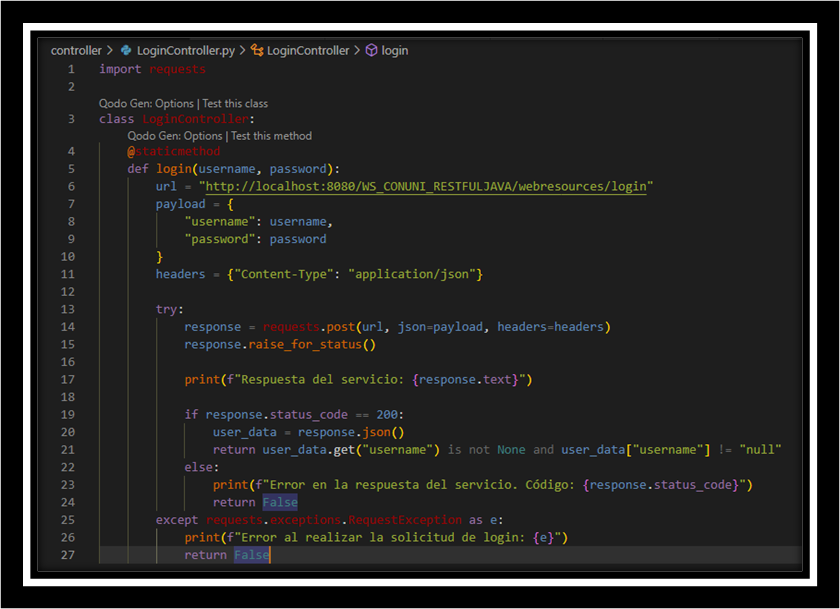 controller > LoginController.py > LoginController > login
1 import requests
2
Qodo Gen: Options | Test this class
3 class LoginController:
Qodo Gen: Options | Test this method
4 @staticmethod
5 def login(username, password):
6 url = "http://localhost:8080/WS_CONUNI_RESTFULJAVA/webresources/login"
7 payload = {
8 "username": username,
9 "password": password
10 }
11 headers = {"Content-Type": "application/json"}
12
13 try:
14 response = requests.post(url, json=payload, headers=headers)
15 response.raise_for_status()
16
17 print(f"Respuesta del servicio: {response.text}")
18
19 if response.status_code == 200:
20 user_data = response.json()
21 return user_data.get("username") is not None and user_data["username"] != "null"
22 else:
23 print(f"Error en la respuesta del servicio. Código: {response.status_code}")
24 return False
25 except requests.exceptions.RequestException as e:
26 print(f"Error al realizar la solicitud de login: {e}")
27 return False